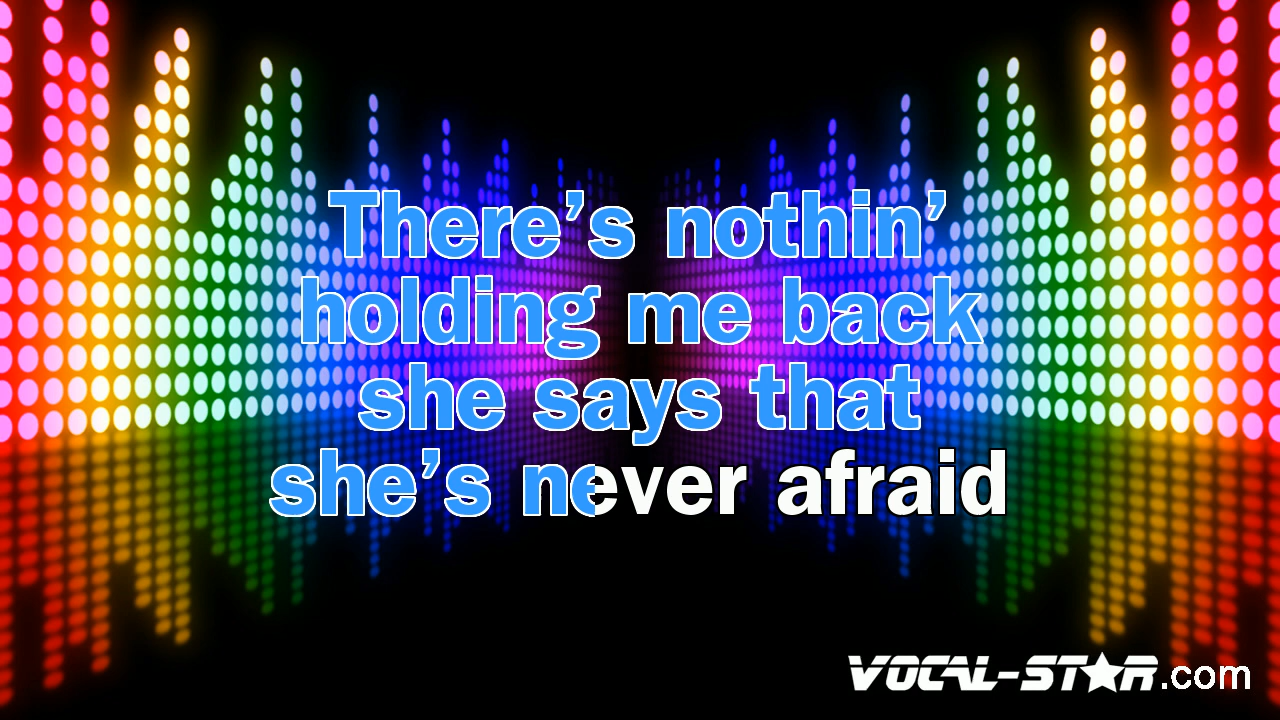 There’s nothin’
holding me back
she says that
she’s never afraid
VOCAL-STAR.com